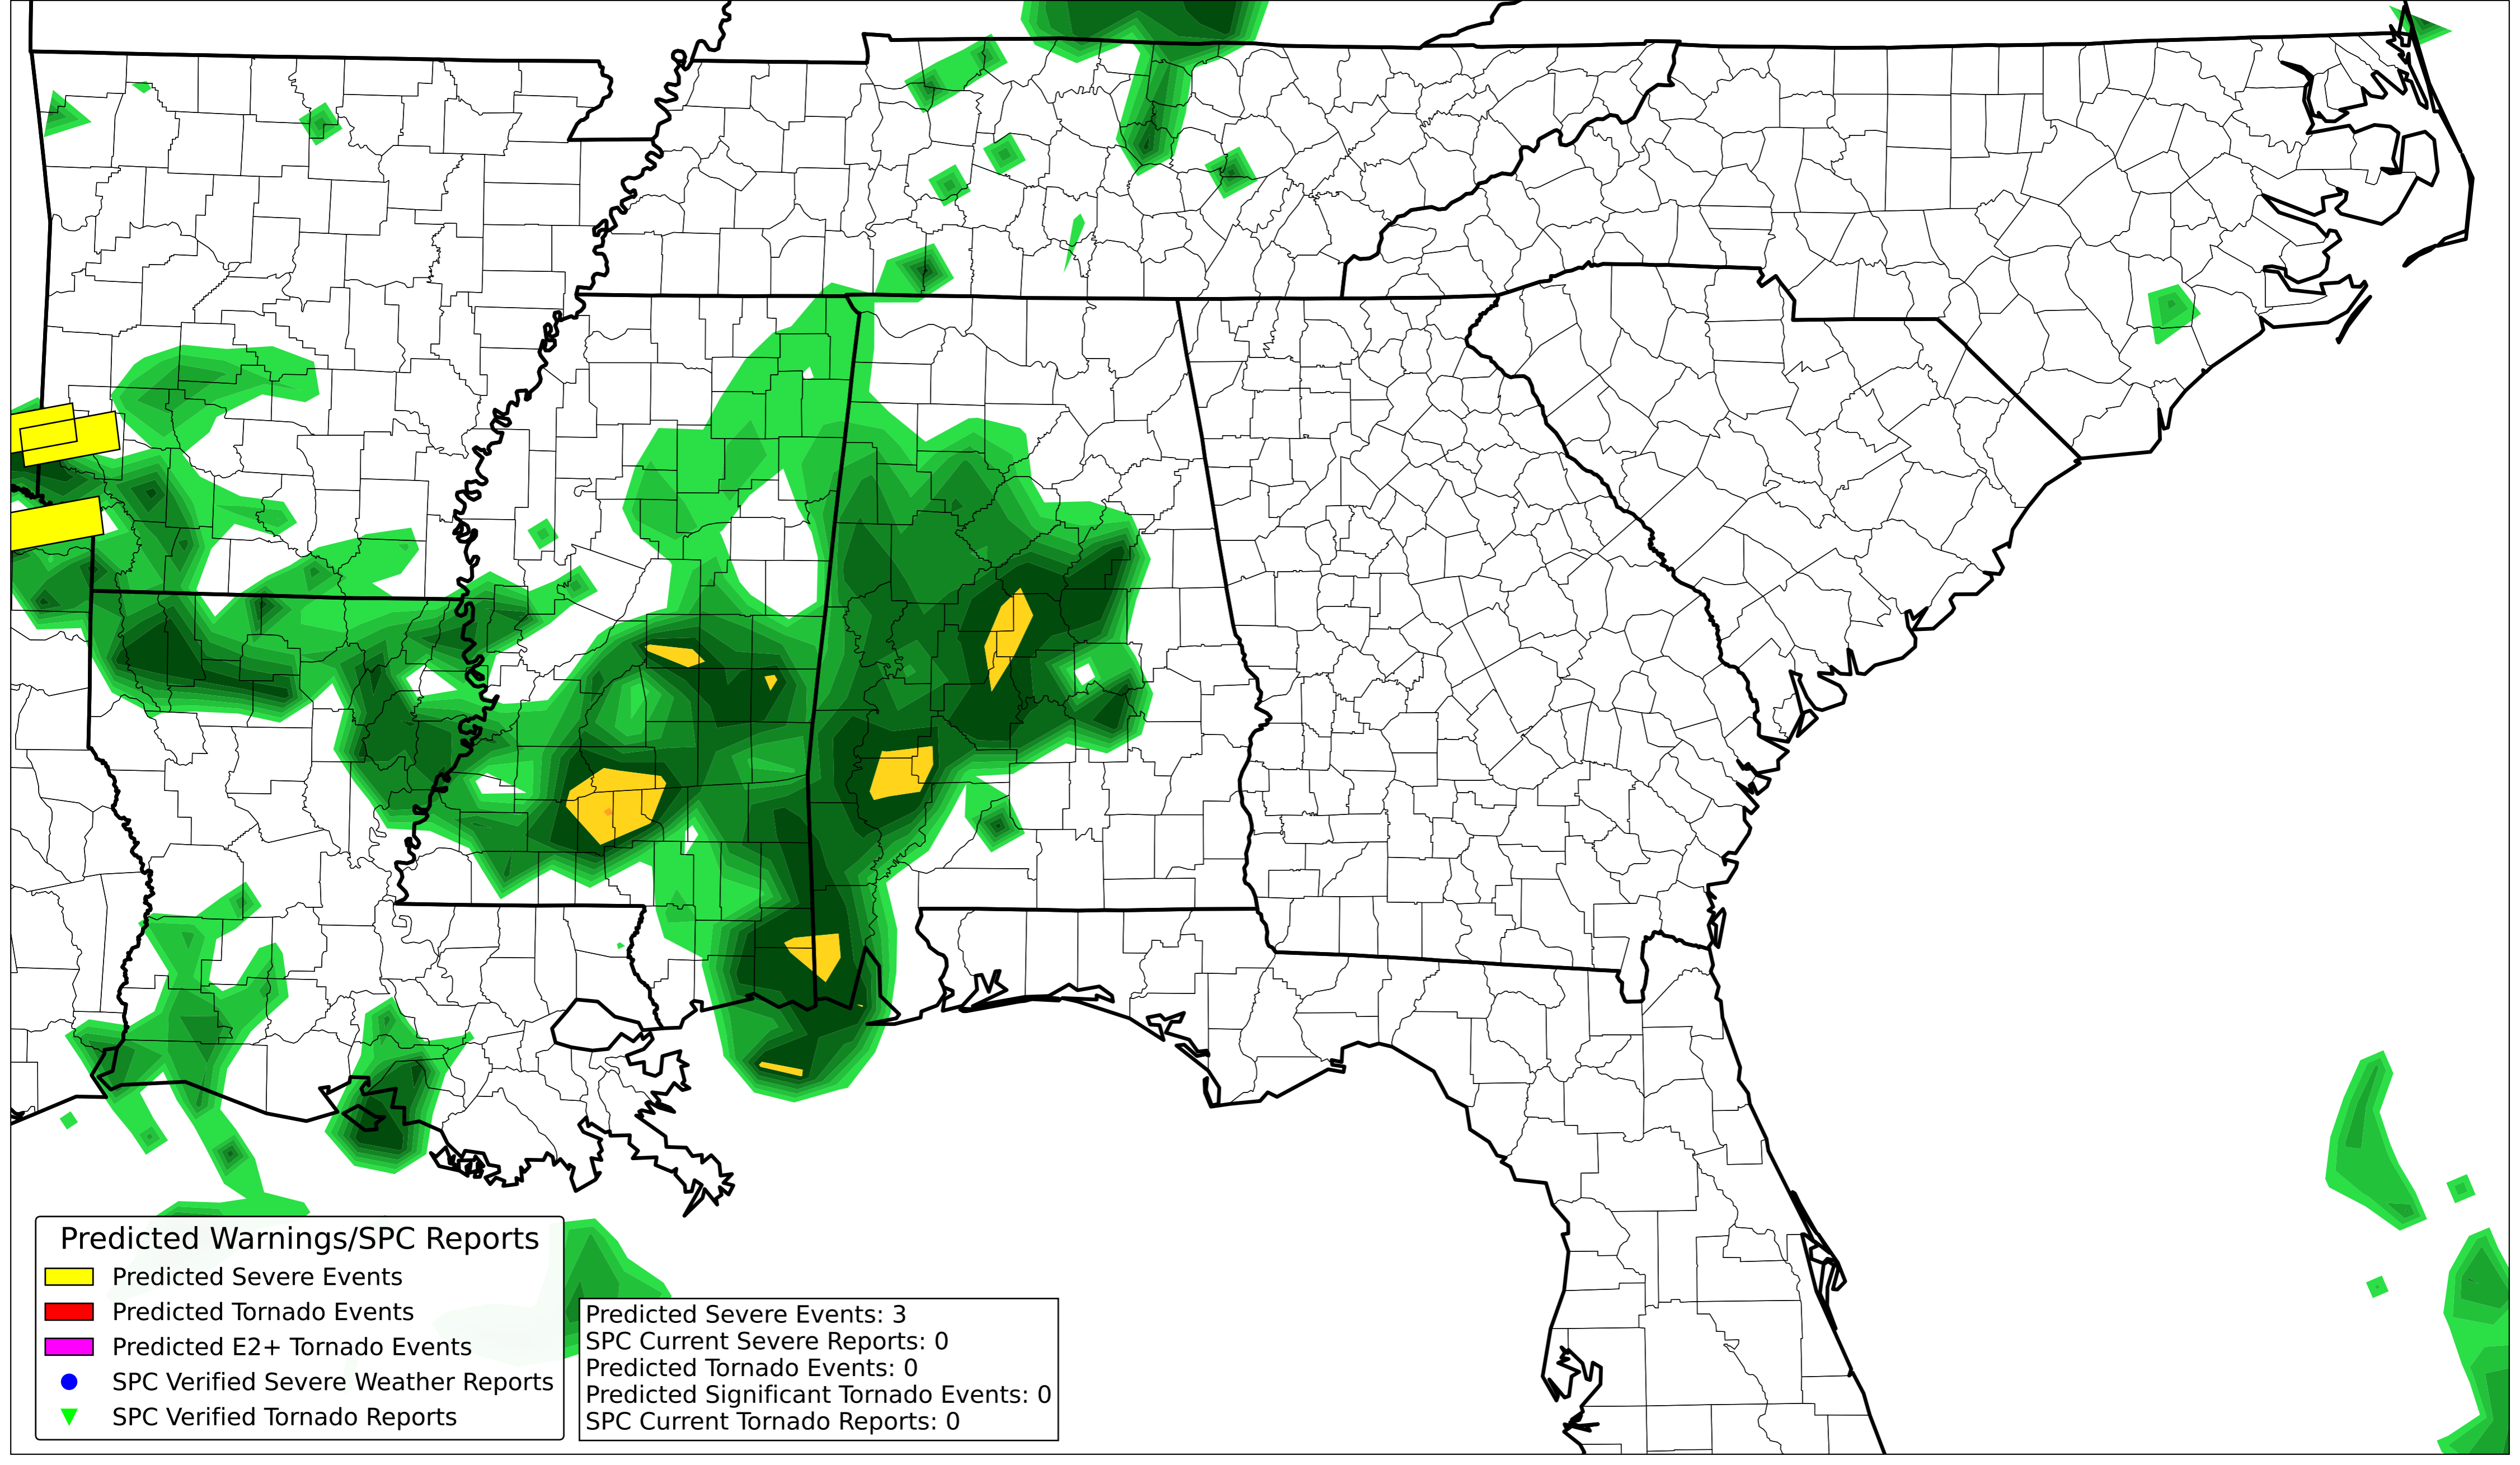 Predicted Warnings/SPC Reports
Predicted Severe Events
Predicted Tornado Events
Predicted E2+ Tornado Events
SPC Verified Severe Weather Reports
SPC Verified Tornado Reports
Predicted Severe Events: 3
SPC Current Severe Reports: 0
Predicted Tornado Events: 0
Predicted Significant Tornado Events: 0
SPC Current Tornado Reports: 0